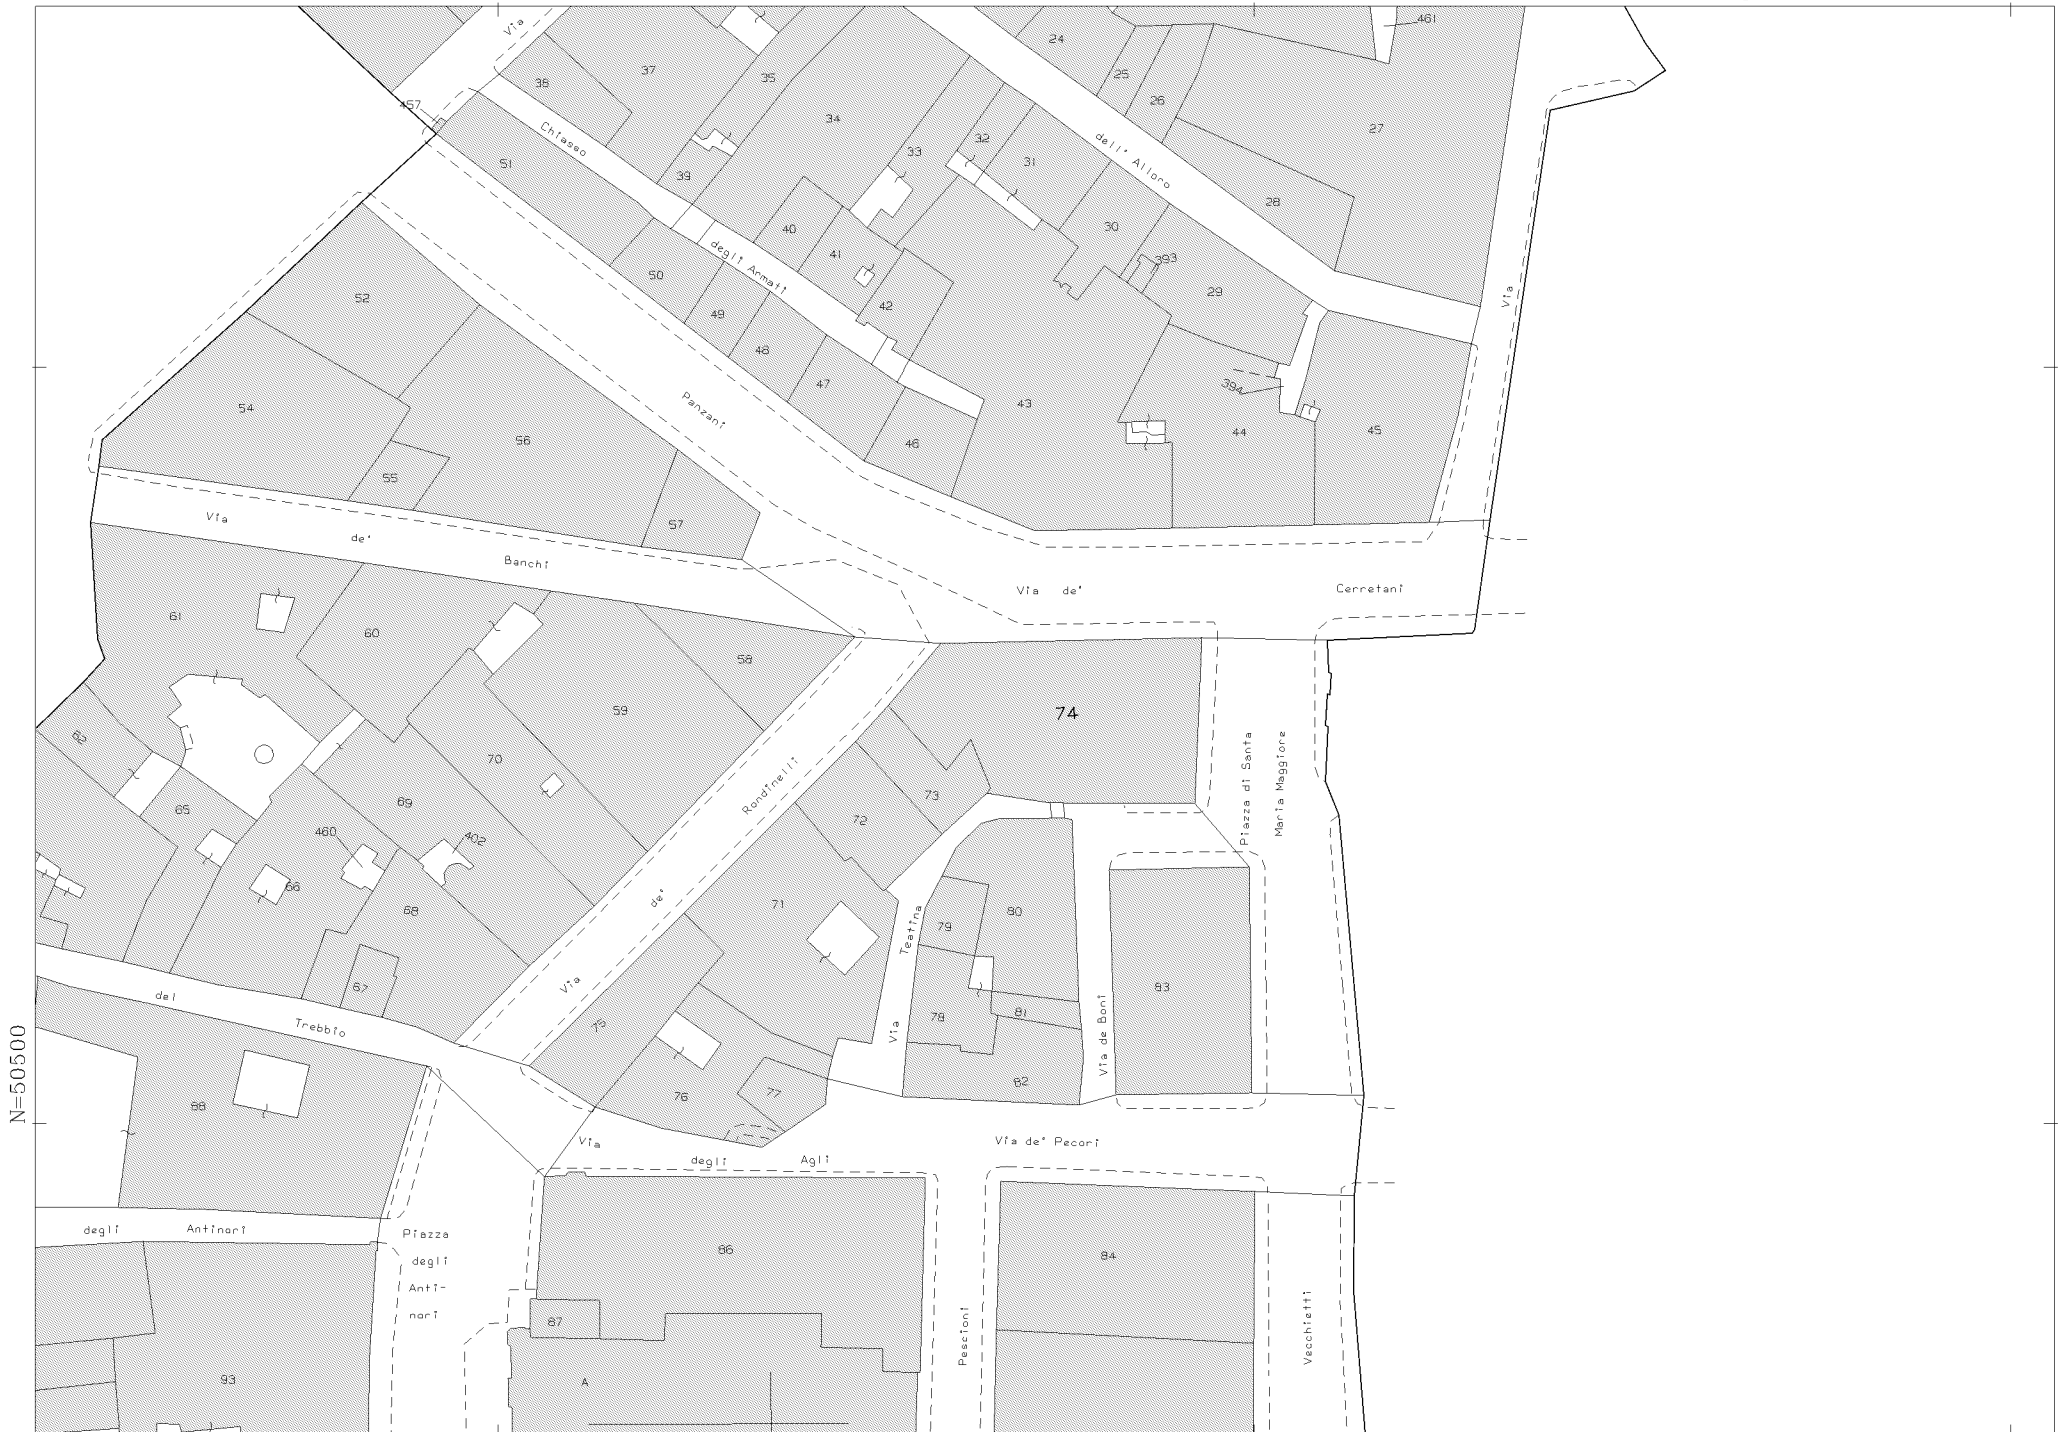 Via
461
24
38
37
35
25
26
457
27
Chiasso
34
32
dell' Alloro
33
31
51
39
28
40
30
degli Armati
41
393
50
29
Via
52
42
49
48
47
394
Panzani
54
43
56
46
44
45
55
57
Via
de'
Banchi
Via de'
Cerretani
61
60
58
59
74
62
70
Piazza di Santa
Maria Maggiore
Rondinelli
65
69
73
72
460
402
66
68
de'
71
80
79
Teatina
67
Via
83
del
78
81
Via de Boni
Trebbio
75
Via
N=50500
88
76
77
82
Via
degli
Agli
Via de' Pecori
degli
Antinori
Piazza
degli
Anti-
nori
86
84
87
Pescioni
Vecchietti
93
A